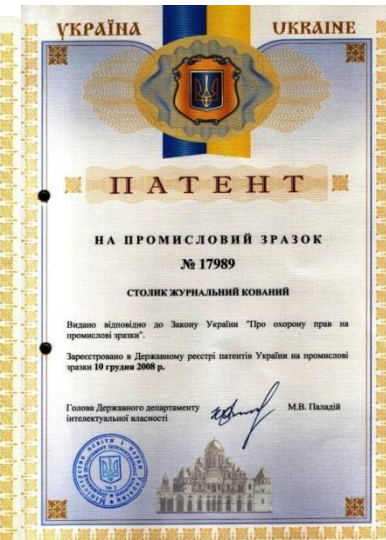 УКРАЇНА
UKRAINE
ПАТЕНТ
НА ПРОМИСЛОВИЙ ЗРАЗОК
№ 17989
СТОЛИК ЖУРНАЛЬНИЙ КОВАНИЙ
Видано відповідно до Закону України "Про охорону прав на
промислові зразки".
Зареєстровано в Державному реєстрі патентів України на промислові
зразки 10 грудня 2008 р.
Голова Державного департаменту
інтелектуальної власності
М.В. Паладій